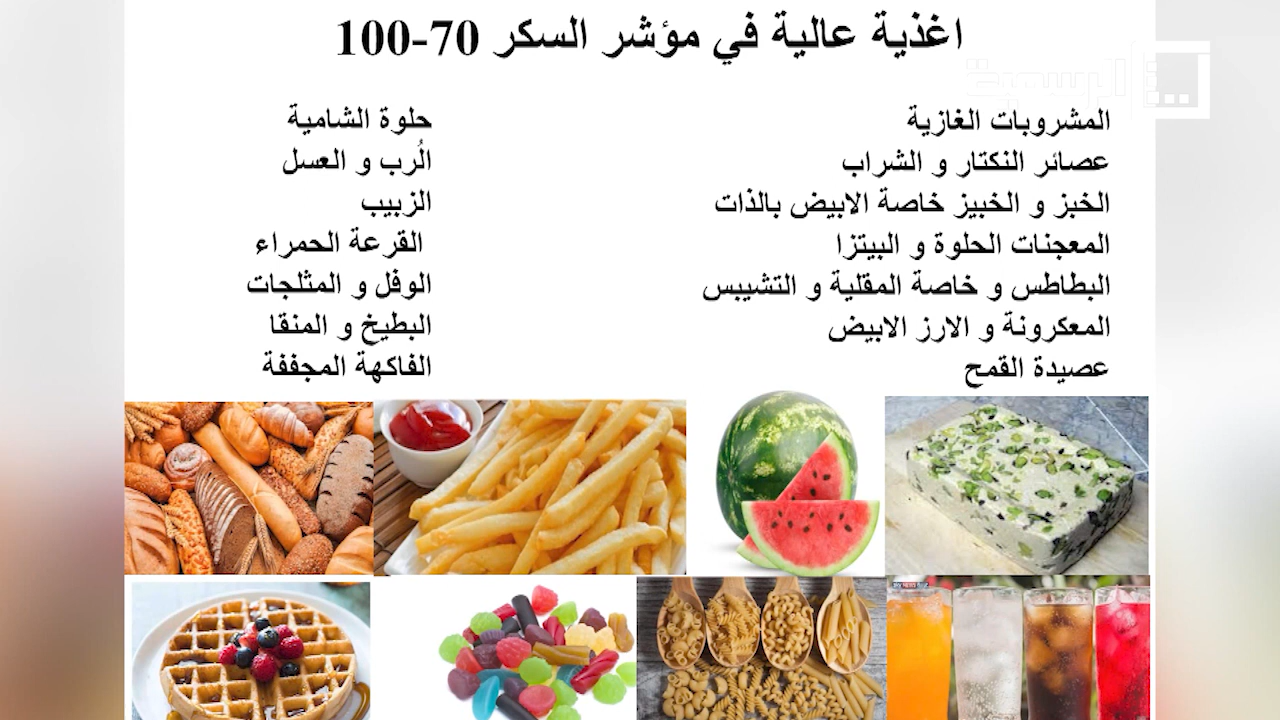 اغذية عالية في مؤشر السكر 70-100
الرسمية
المشروبات الغازية
عصائر النكتار و الشراب
الخبز و الخبيز خاصة الابيض بالذات
المعجنات الحلوة و البيتزا
البطاطس و خاصة المقلية و التشيبس
المعكرونة و الارز الابيض
عصيدة القمح
حلوة الشامية
الُرب و العسل
الزبيب
القرعة الحمراء
الوفل و المثلجات
البطيخ و المنقا
الفاكهة المجففة